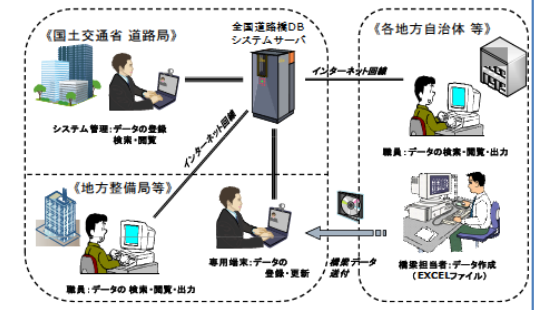 《国土交通省 道路局》
システム管理:データの登録
検索・閲覧
全国道路橋DB
システムサーバ
インターネット回線
《各地方自治体 等》
職員:データの検索・閲覧・出力
インターネット回線
《地方整備局等》
職員:データの 検索・閲覧・出力
専用端末:データの
登録・更新
橋梁データ
送付
橋梁担当者:データ作成
(EXCELファイル)